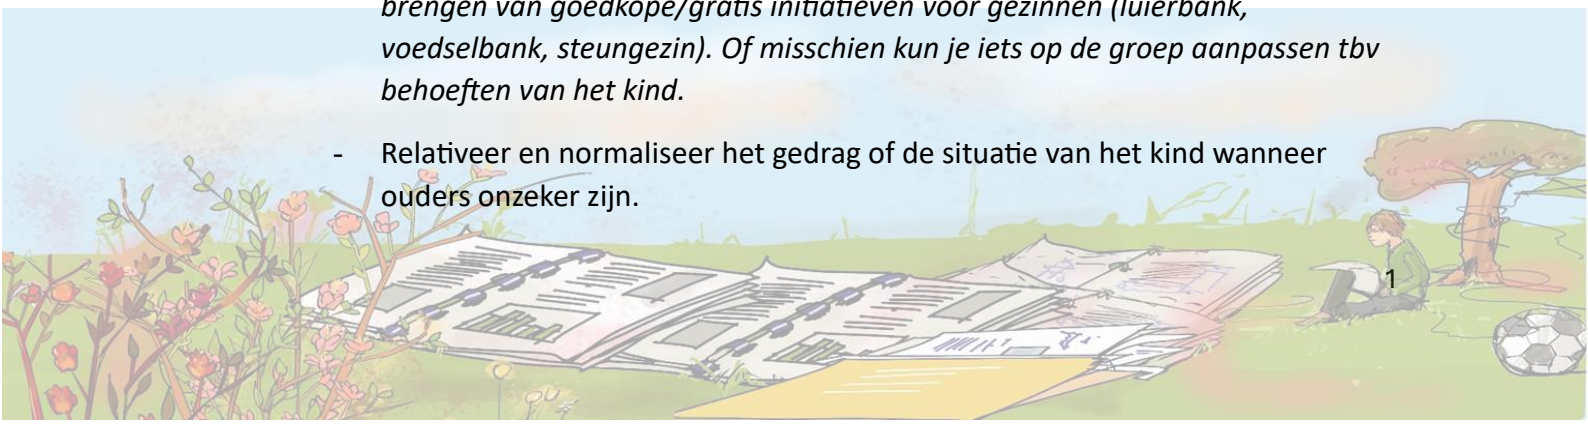 brengen van goedkope/gratis initiatieven voor gezinnen (luierbank,
voedselbank, steungezin). Of misschien kun je iets op de groep aanpassen tbv
behoeften van het kind.
- Relativeer en normaliseer het gedrag of de situatie van het kind wanneer
ouders onzeker zijn.
1